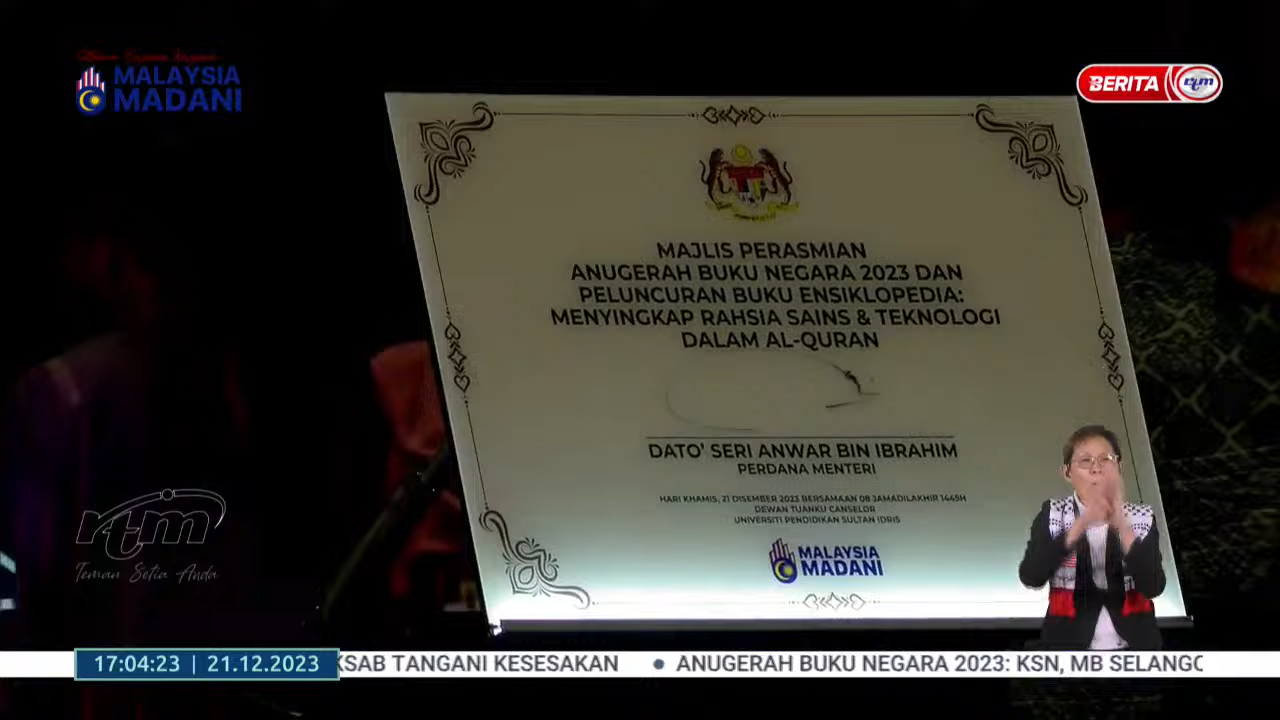 MALAYSIA
MADANI
BERITA rtm
MAJLIS PERASMIAN
ANUGERAH BUKU NEGARA 2023 DAN
PELUNCURAN BUKU ENSIKLOPEDIA:
MENYINGKAP RAHSIA SAINS & TEKNOLOGI
DALAM AL-QURAN
DATO' SERI ANWAR BIN IBRAHIM
PERDANA MENTERI
HARI KHAMIS, 21 DISEMBER 2023 BERSAMAAN 08 JAMADILAKHIR 1445H
DEWAN TUANKU CANSELOR
UNIVERSITI PENDIDIKAN SULTAN IDRIS
MALAYSIA
MADANI
rtm
Teman Setia Anda
17:04:23 | 21.12.2023 KSAB TANGANI KESESAKAN • ANUGERAH BUKU NEGARA 2023: KSN, MB SELANGO